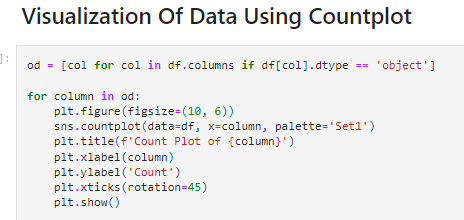 Visualization Of Data Using Countplot
]:
od = [col for col in df.columns if df[col].dtype == 'object']
for column in od:
    plt.figure(figsize=(10, 6))
    sns.countplot(data=df, x=column, palette='Set1')
    plt.title(f'Count Plot of {column}')
    plt.xlabel(column)
    plt.ylabel('Count')
    plt.xticks(rotation=45)
    plt.show()